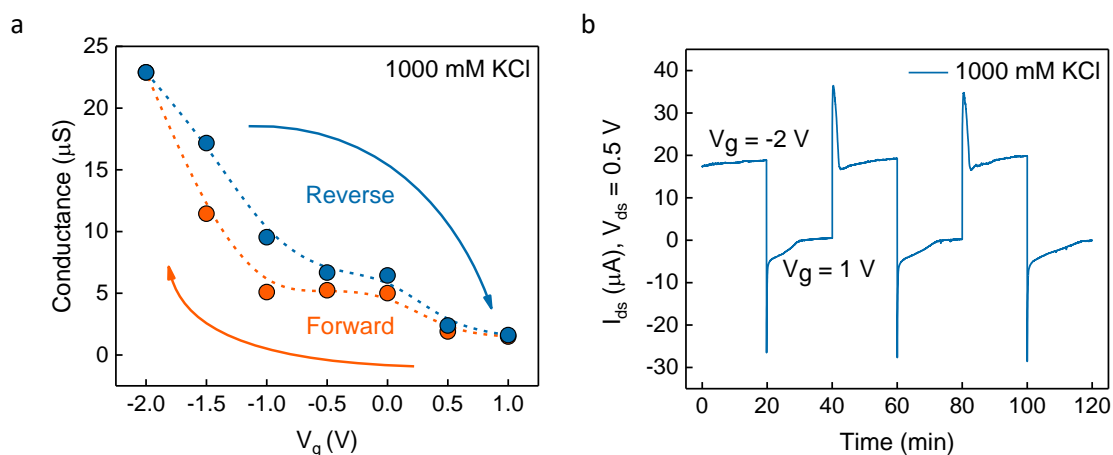 a
1000 mM KCl
Conductance (μS)
25
20
15
10
5
0
Reverse
Forward
-2.0 -1.5 -1.0 -0.5 0.0 0.5 1.0
Vg (V)
b
1000 mM KCl
Ids (μA), Vds = 0.5 V
40
30
20
10
0
-10
-20
-30
Vg = -2 V
Vg = 1 V
0 20 40 60 80 100 120
Time (min)